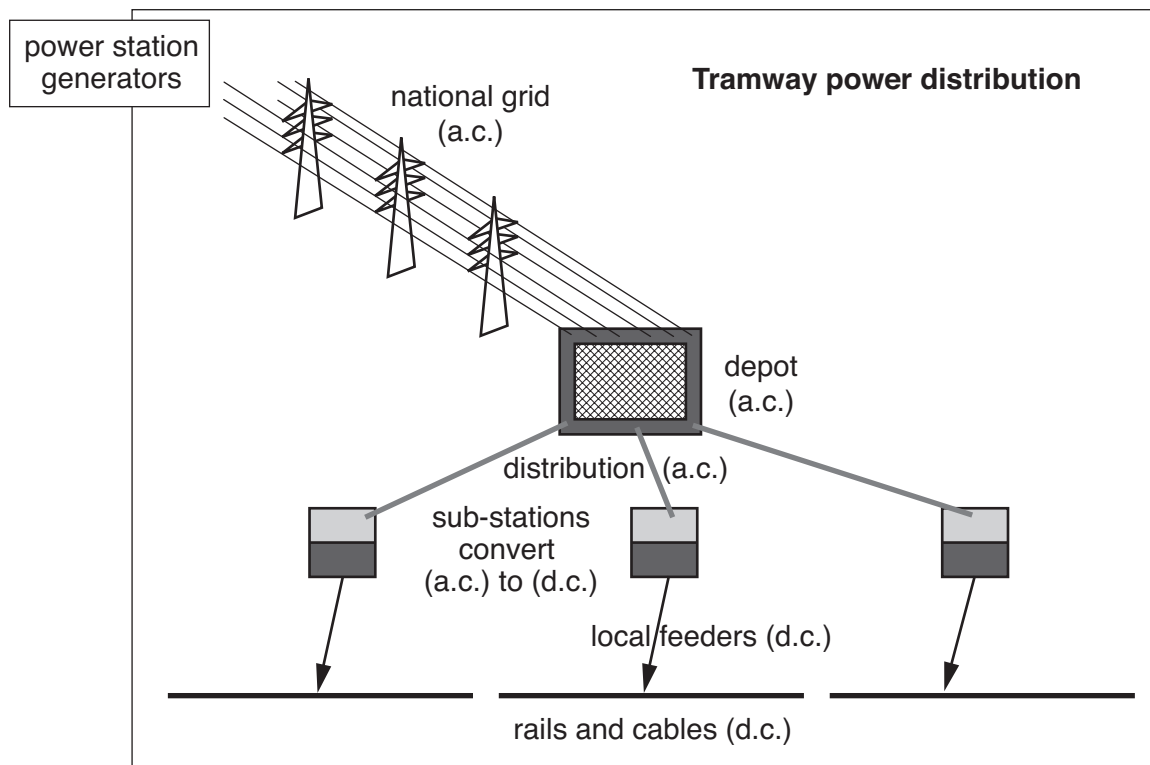 power station
generators
Tramway power distribution
national grid
(a.c.)
depot
(a.c.)
distribution (a.c.)
sub-stations
convert
(a.c.) to (d.c.)
local feeders (d.c.)
rails and cables (d.c.)